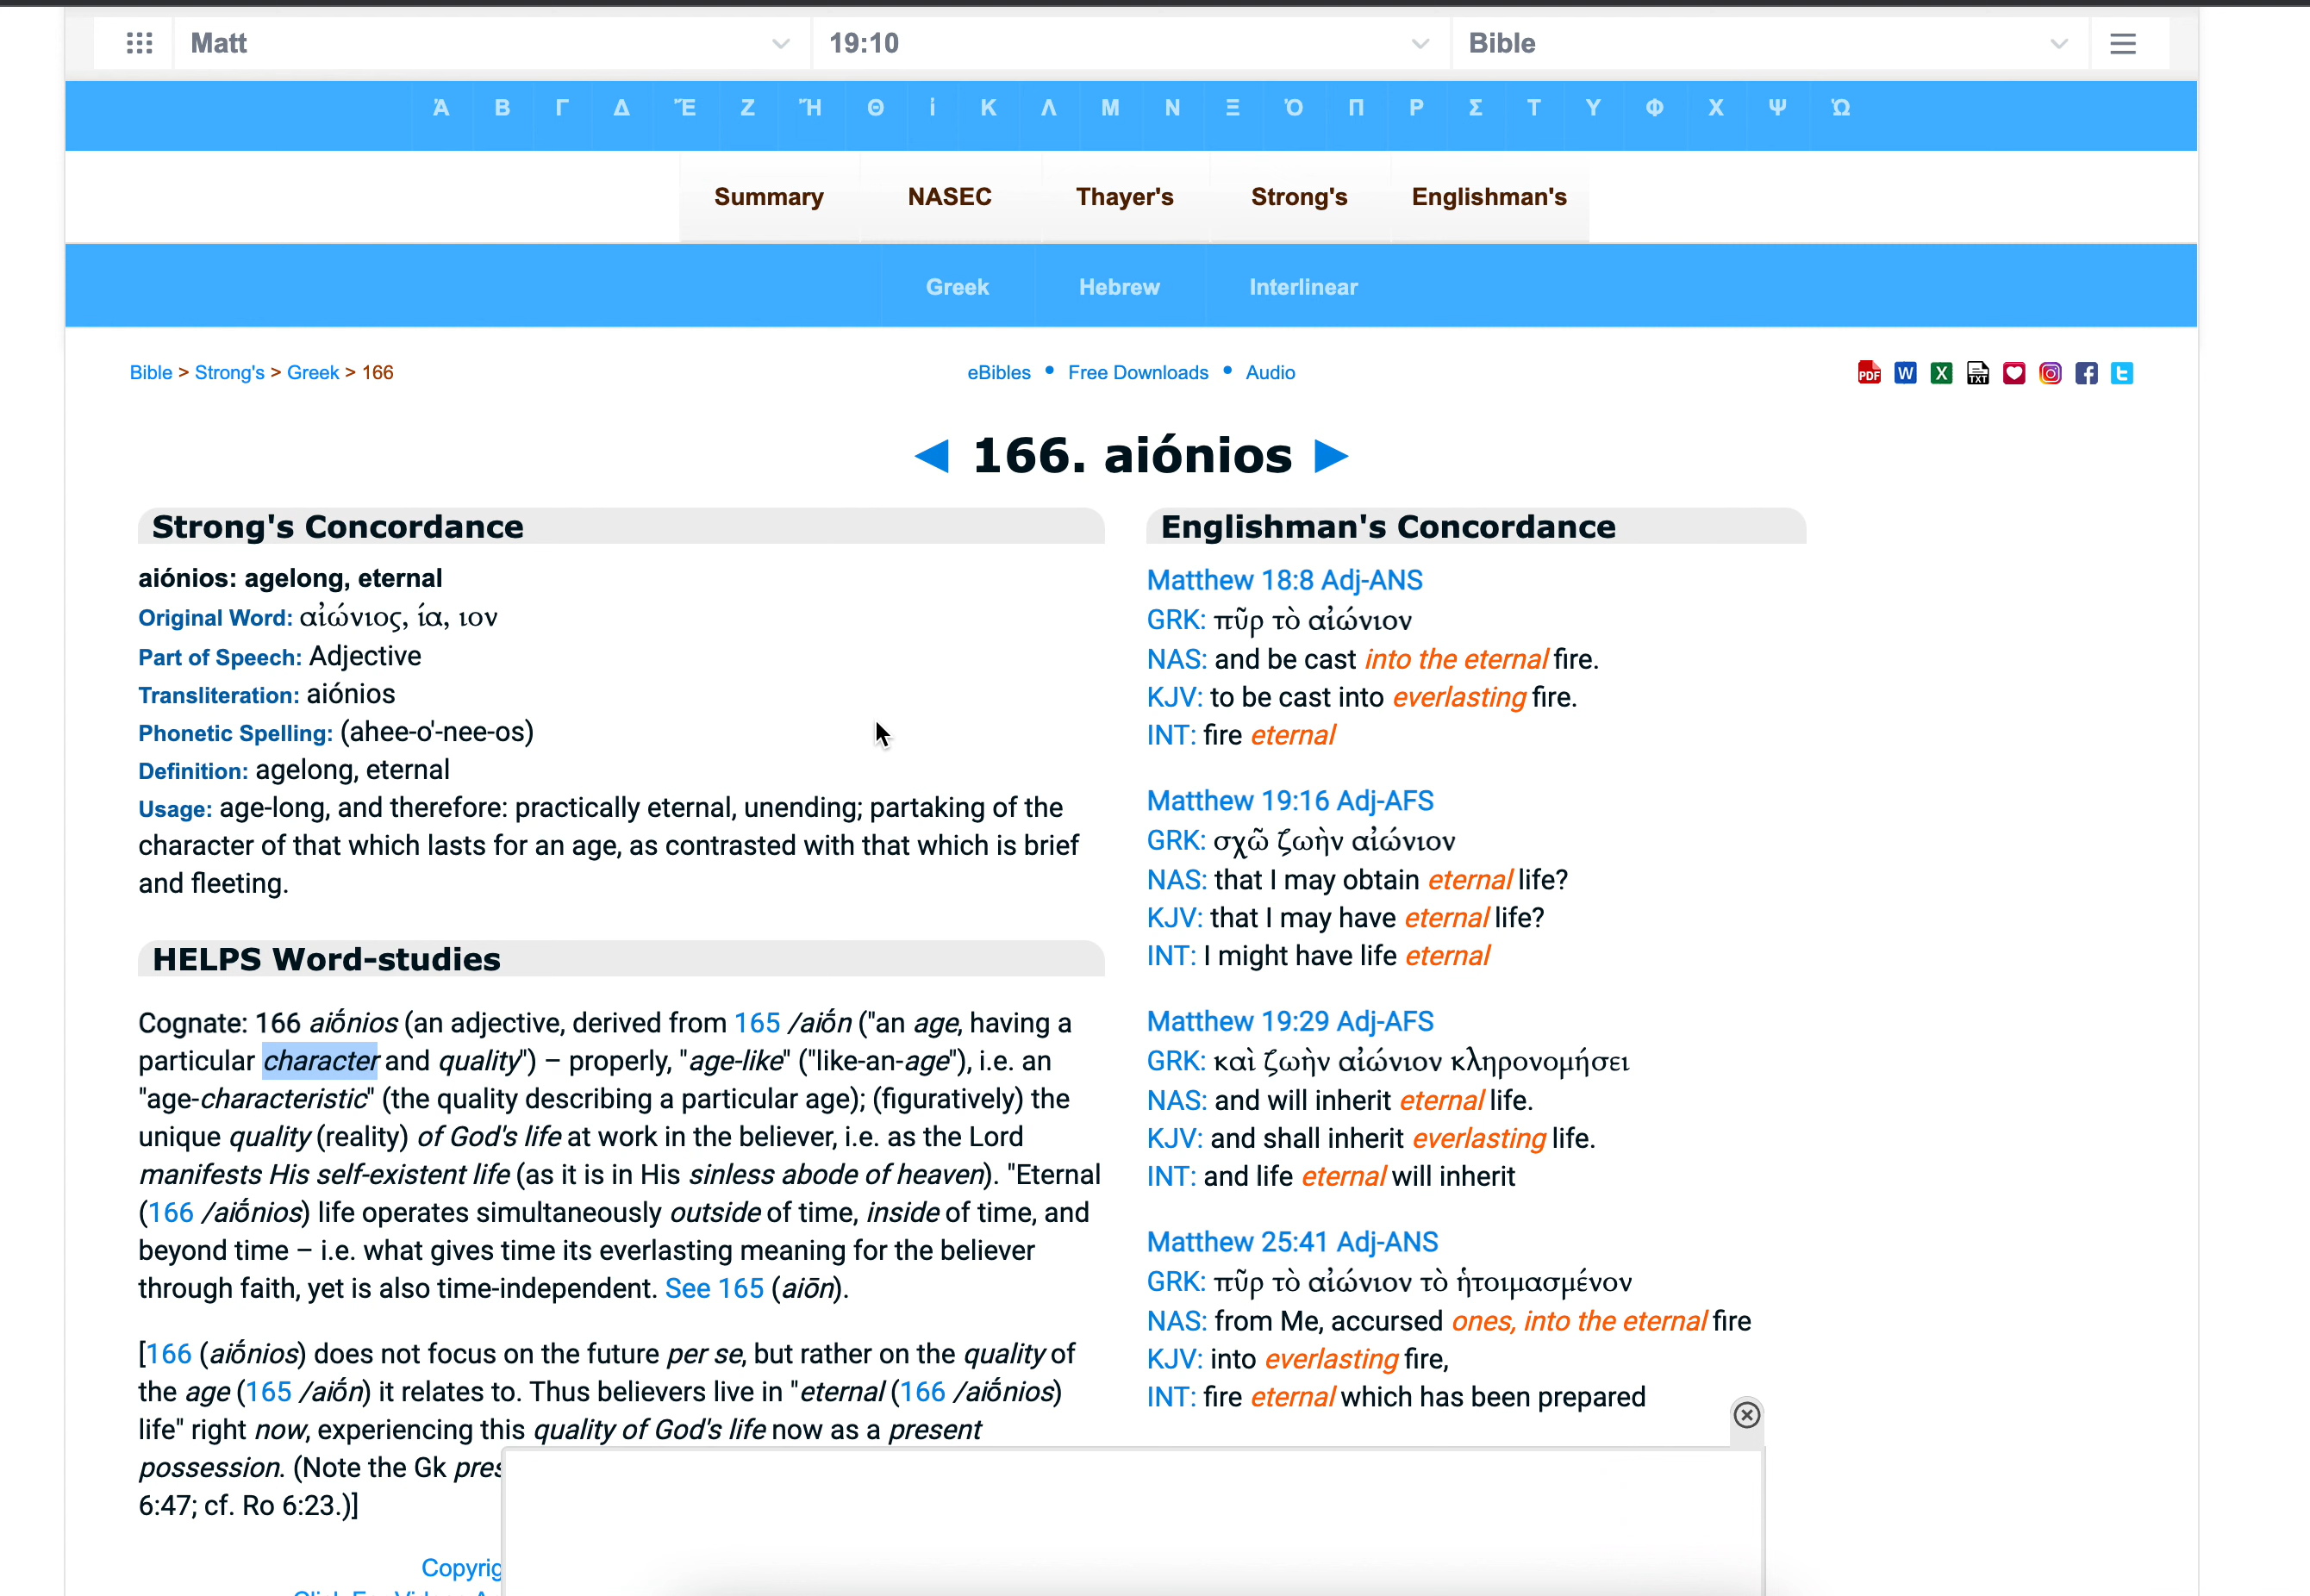 Matt 19:10 Bible
Ἀ Β Γ Δ Ἐ Ζ Ἠ Θ ἰ Κ Λ Μ Ν Ξ Ὀ Π Ρ Σ Τ Υ Φ Χ Ψ Ὠ
Summary NASEC Thayer's Strong's Englishman's
Greek Hebrew Interlinear
Bible > Strong's > Greek > 166
eBibles • Free Downloads • Audio
PDF W X TXT
◄ 166. aiónios ►
Strong's Concordance
aiónios: agelong, eternal
Original Word: αἰώνιος, ία, ιον
Part of Speech: Adjective
Transliteration: aiónios
Phonetic Spelling: (ahee-o'-nee-os)
Definition: agelong, eternal
Usage: age-long, and therefore: practically eternal, unending; partaking of the
character of that which lasts for an age, as contrasted with that which is brief
and fleeting.
HELPS Word-studies
Cognate: 166 aiṓnios (an adjective, derived from 165 /aiṓn ("an age, having a
particular character and quality") – properly, "age-like" ("like-an-age"), i.e. an
"age-characteristic" (the quality describing a particular age); (figuratively) the
unique quality (reality) of God's life at work in the believer, i.e. as the Lord
manifests His self-existent life (as it is in His sinless abode of heaven). "Eternal
(166 /aiṓnios) life operates simultaneously outside of time, inside of time, and
beyond time – i.e. what gives time its everlasting meaning for the believer
through faith, yet is also time-independent. See 165 (aiōn).
[166 (aiṓnios) does not focus on the future per se, but rather on the quality of
the age (165 /aiṓn) it relates to. Thus believers live in "eternal (166 /aiṓnios)
life" right now, experiencing this quality of God's life now as a present
possession. (Note the Gk pres
6:47; cf. Ro 6:23.)]
Copyrig
Englishman's Concordance
Matthew 18:8 Adj-ANS
GRK: πῦρ τὸ αἰώνιον
NAS: and be cast into the eternal fire.
KJV: to be cast into everlasting fire.
INT: fire eternal
Matthew 19:16 Adj-AFS
GRK: σχῶ ζωὴν αἰώνιον
NAS: that I may obtain eternal life?
KJV: that I may have eternal life?
INT: I might have life eternal
Matthew 19:29 Adj-AFS
GRK: καὶ ζωὴν αἰώνιον κληρονομήσει
NAS: and will inherit eternal life.
KJV: and shall inherit everlasting life.
INT: and life eternal will inherit
Matthew 25:41 Adj-ANS
GRK: πῦρ τὸ αἰώνιον τὸ ἡτοιμασμένον
NAS: from Me, accursed ones, into the eternal fire
KJV: into everlasting fire,
INT: fire eternal which has been prepared